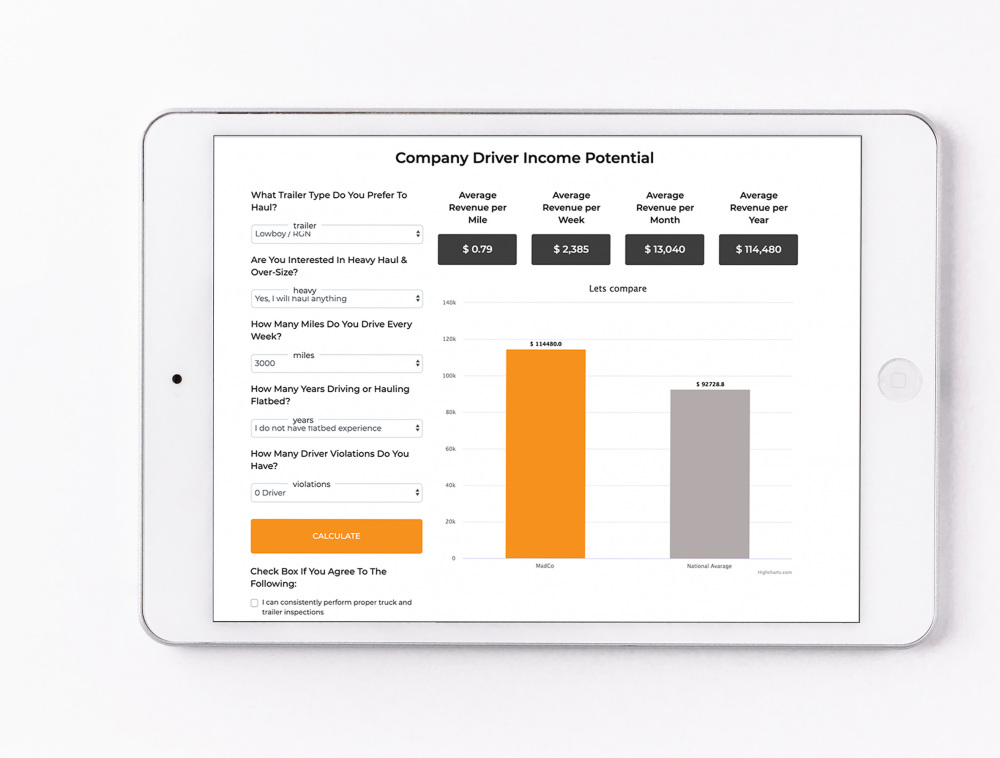 Company Driver Income Potential
What Trailer Type Do You Prefer To
Haul?
trailer
Lowboy / RGN
Are You Interested In Heavy Haul &
Over-Size?
heavy
Yes, I will haul anything
How Many Miles Do You Drive Every
Week?
miles
3000
How Many Years Driving or Hauling
Flatbed?
years
I do not have flatbed experience
How Many Driver Violations Do You
Have?
violations
0 Driver
CALCULATE
Check Box If You Agree To The
Following:
I can consistently perform proper truck and
trailer inspections
Average
Revenue per
Mile
$ 0.79
Average
Revenue per
Week
$ 2,385
Average
Revenue per
Month
$ 13,040
Average
Revenue per
Year
$ 114,480
Lets compare
140k
120k
100k
80k
60k
40k
20k
0
$ 114480.0
$ 92728.8
MadCo
National Avarage
Highcharts.com